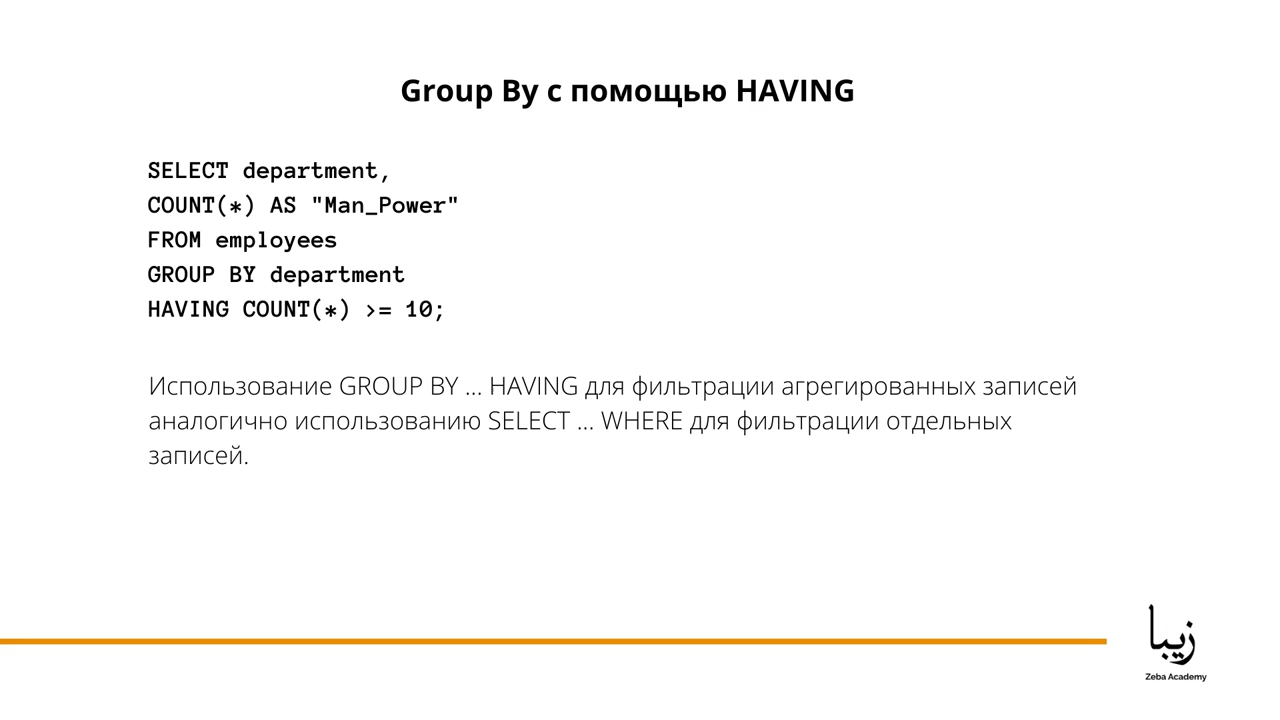 Group By с помощью HAVING
SELECT department,
COUNT(*) AS "Man_Power"
FROM employees
GROUP BY department
HAVING COUNT(*) >= 10;
Использование GROUP BY ... HAVING для фильтрации агрегированных записей
аналогично использованию SELECT ... WHERE для фильтрации отдельных
записей.
زیبا
Zeba Academy